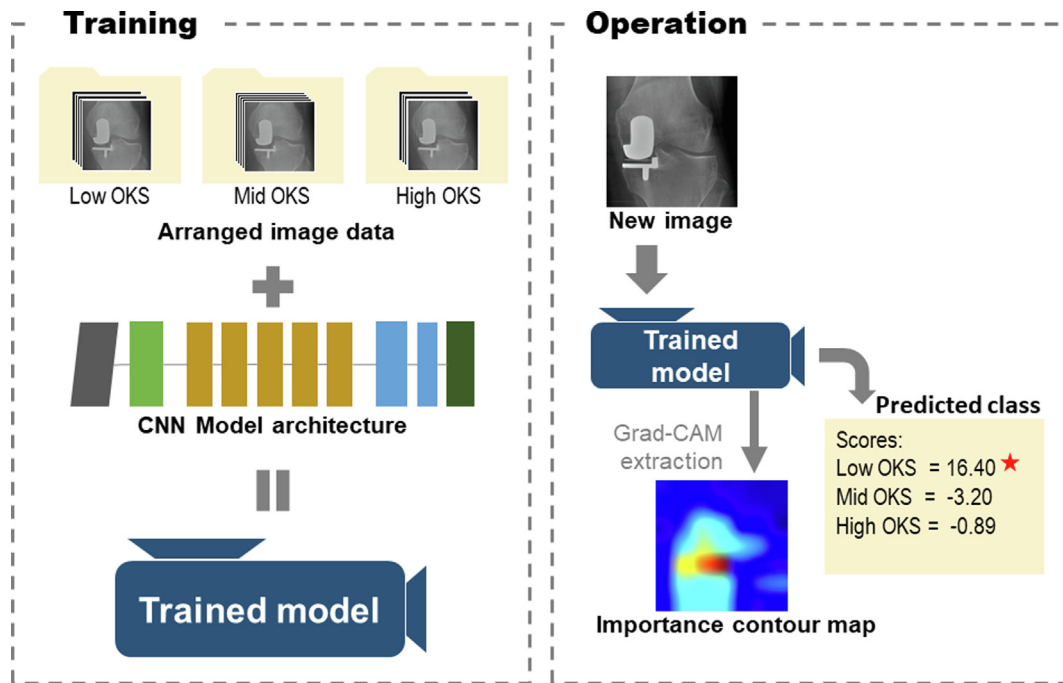 Training
Low OKS
Mid OKS
High OKS
Arranged image data
CNN Model architecture
Trained model
Operation
New image
Trained
model
Grad-CAM
extraction
Importance contour map
Predicted class
Scores:
Low OKS = 16.40
Mid OKS = -3.20
High OKS = -0.89